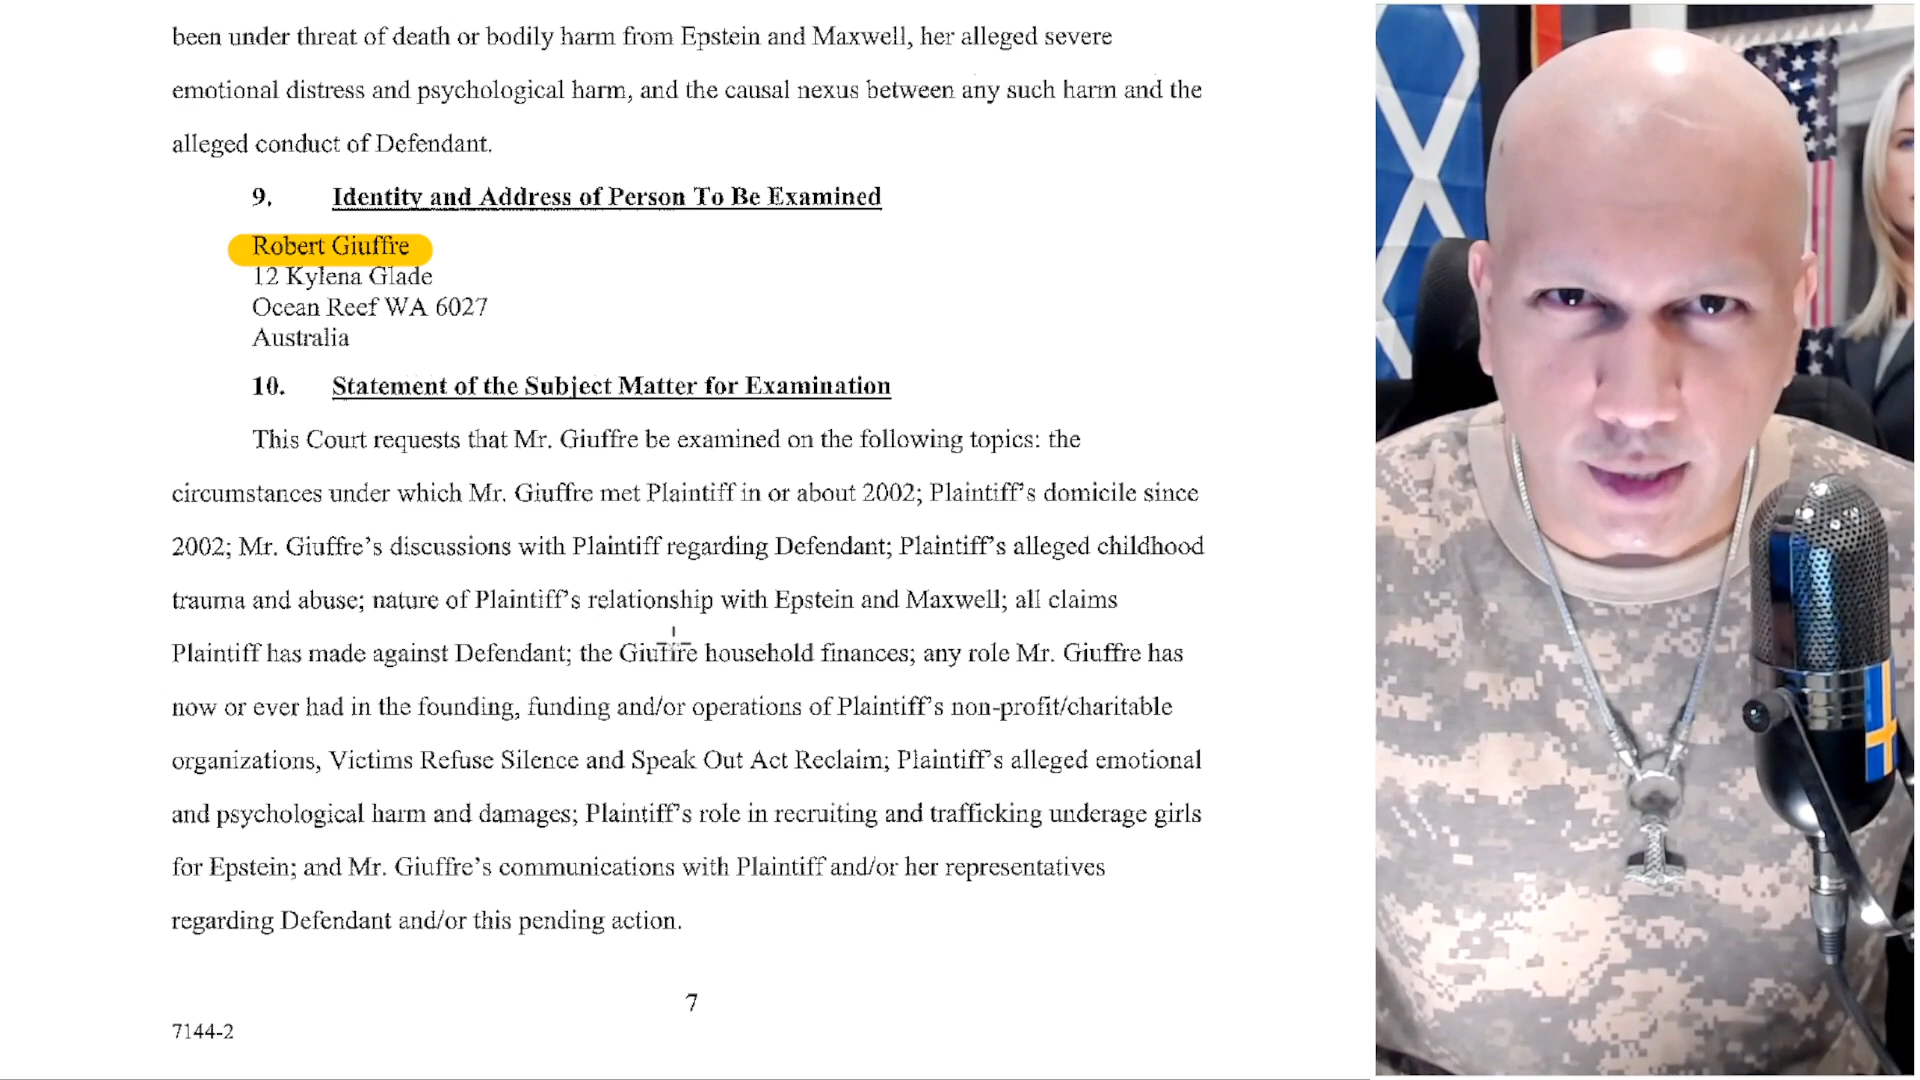 been under threat of death or bodily harm from Epstein and Maxwell, her alleged severe
emotional distress and psychological harm, and the causal nexus between any such harm and the
alleged conduct of Defendant.
9. Identity and Address of Person To Be Examined
Robert Giuffre
12 Kylena Glade
Ocean Reef WA 6027
Australia
10. Statement of the Subject Matter for Examination
This Court requests that Mr. Giuffre be examined on the following topics: the
circumstances under which Mr. Giuffre met Plaintiff in or about 2002; Plaintiff’s domicile since
2002; Mr. Giuffre’s discussions with Plaintiff regarding Defendant; Plaintiff’s alleged childhood
trauma and abuse; nature of Plaintiff’s relationship with Epstein and Maxwell; all claims
Plaintiff has made against Defendant; the Giuffre household finances; any role Mr. Giuffre has
now or ever had in the founding, funding and/or operations of Plaintiff’s non-profit/charitable
organizations, Victims Refuse Silence and Speak Out Act Reclaim; Plaintiff’s alleged emotional
and psychological harm and damages; Plaintiff’s role in recruiting and trafficking underage girls
for Epstein; and Mr. Giuffre’s communications with Plaintiff and/or her representatives
regarding Defendant and/or this pending action.
7
7144-2